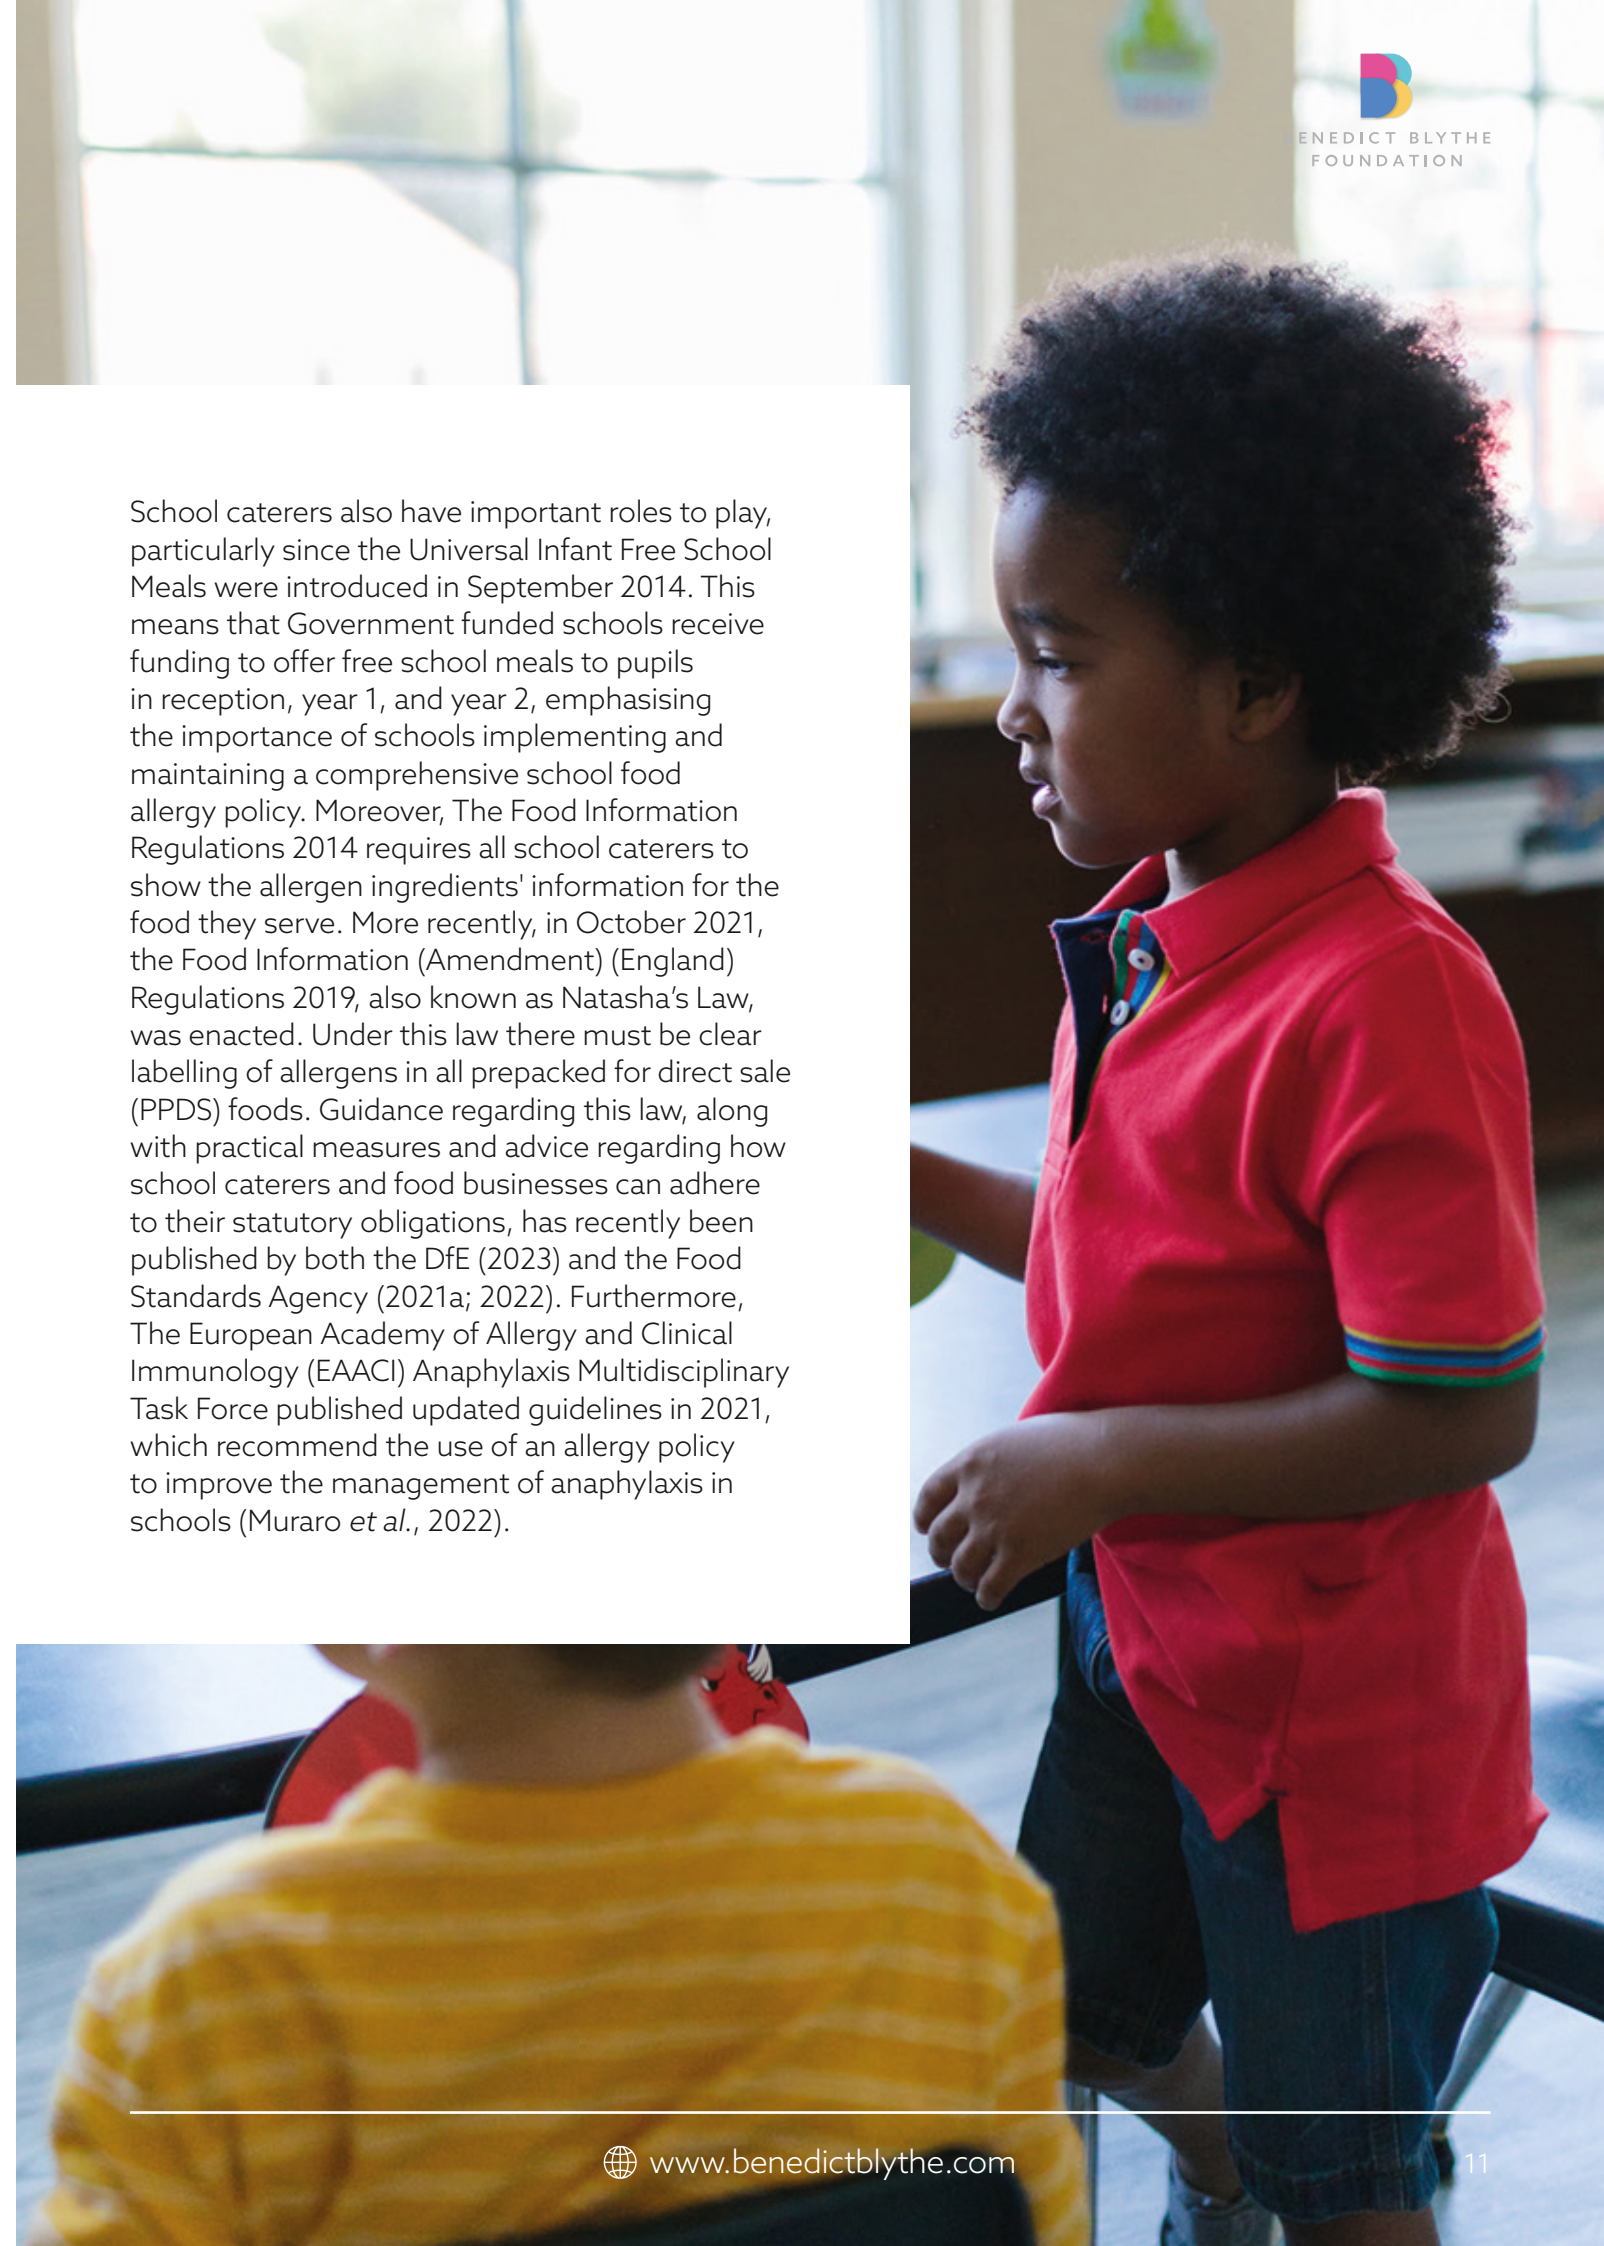 BENEDICT BLYTHE
FOUNDATION
School caterers also have important roles to play,
particularly since the Universal Infant Free School
Meals were introduced in September 2014. This
means that Government funded schools receive
funding to offer free school meals to pupils
in reception, year 1, and year 2, emphasising
the importance of schools implementing and
maintaining a comprehensive school food
allergy policy. Moreover, The Food Information
Regulations 2014 requires all school caterers to
show the allergen ingredients' information for the
food they serve. More recently, in October 2021,
the Food Information (Amendment) (England)
Regulations 2019, also known as Natasha’s Law,
was enacted. Under this law there must be clear
labelling of allergens in all prepacked for direct sale
(PPDS) foods. Guidance regarding this law, along
with practical measures and advice regarding how
school caterers and food businesses can adhere
to their statutory obligations, has recently been
published by both the DfE (2023) and the Food
Standards Agency (2021a; 2022). Furthermore,
The European Academy of Allergy and Clinical
Immunology (EAACI) Anaphylaxis Multidisciplinary
Task Force published updated guidelines in 2021,
which recommend the use of an allergy policy
to improve the management of anaphylaxis in
schools (Muraro et al., 2022).
www.benedictblythe.com
11